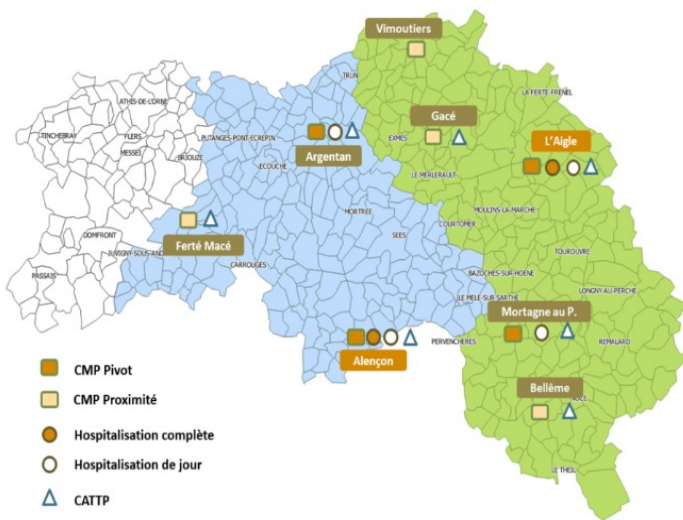 Vimoutiers
TRUN
LA FERTE-FRENEL
ATHIS-DE-L'ORNE
Gacé
TINCHEBRAY
FLERS
PUTANGES-PONT-ECREPIN
EXMES
L'Aigle
MESSEI
BRIOUZE
Argentan
ECOUCHE
LE MERLERAULT
MORTREE
MOULINS-LA-MARCHE
COURTOMER
DOMFRONT
Ferté Macé
SEES
TOUROUVRE
PASSAIS
CARROUGES
BAZOCHES-SUR-HOENE
LONGNY-AU-PERCHE
LE MELE-SUR-SARTHE
Mortagne au P.
PERVENCHERES
REMALARD
Alençon
CMP Pivot
Bellême
CMP Proximité
Hospitalisation complète
Hospitalisation de jour
LE THEIL
CATTP